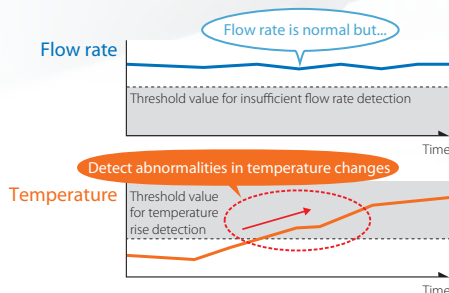 Flow rate is normal but...
Flow rate
Threshold value for insufficient flow rate detection
Time
Detect abnormalities in temperature changes
Temperature
Threshold value
for temperature
rise detection
Time